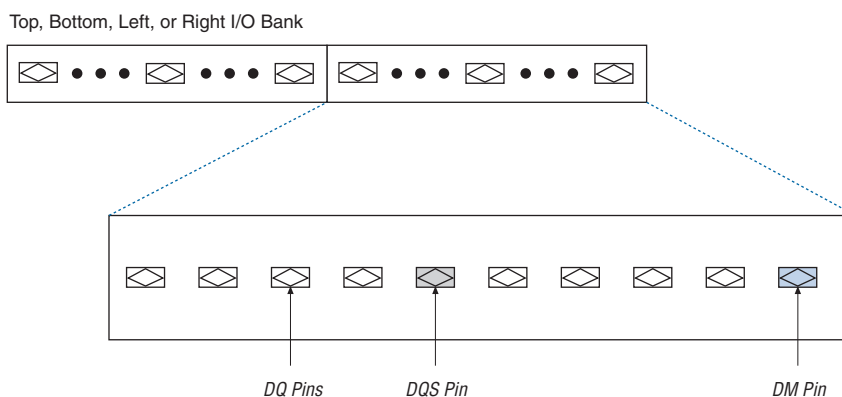 Top, Bottom, Left, or Right I/O Bank
DQ Pins
DQS Pin
DM Pin